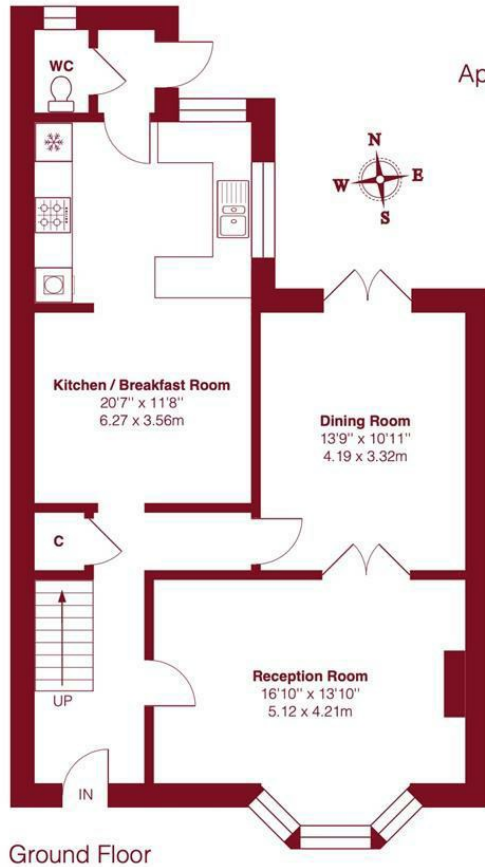 WC
Ap
N
W E
S
Kitchen / Breakfast Room
20'7" x 11'8"
6.27 x 3.56m
Dining Room
13'9" x 10'11"
4.19 x 3.32m
C
Reception Room
16'10" x 13'10"
5.12 x 4.21m
UP
IN
Ground Floor